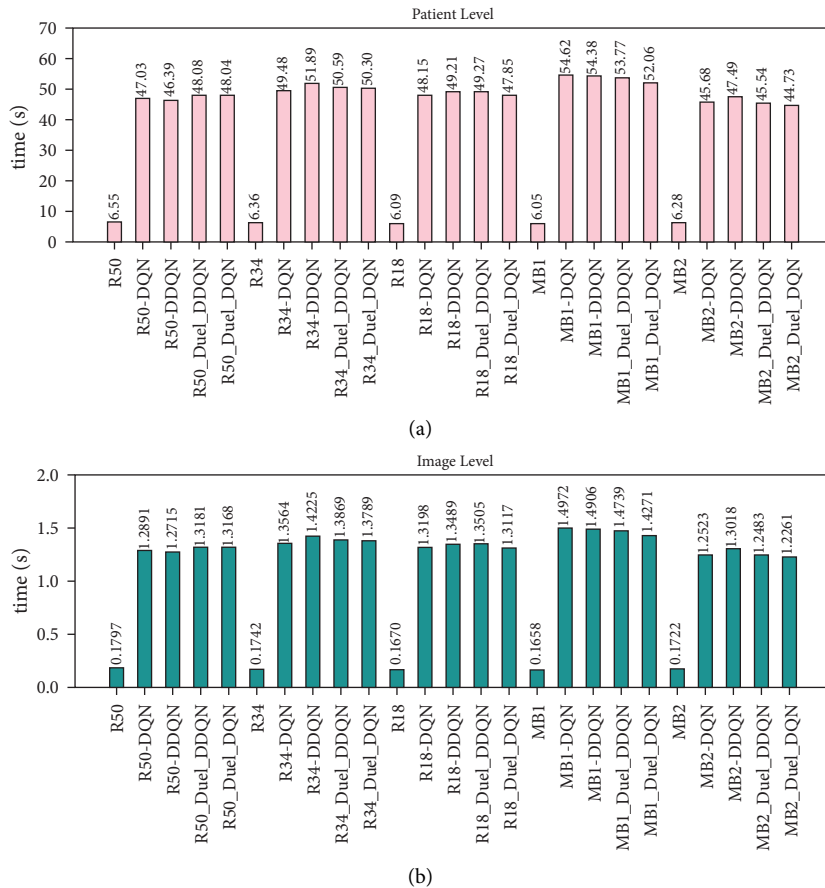 Patient Level
time (s)
70
60
50
40
30
20
10
0
6.55
47.03
46.39
48.08
48.04
6.36
49.48
51.89
50.59
50.30
6.09
48.15
49.21
49.27
47.85
6.05
54.62
54.38
53.77
52.06
6.28
45.68
47.49
45.54
44.73
R50
R50-DQN
R50-DDQN
R50_Duel_DDQN
R50_Duel_DQN
R34
R34-DQN
R34-DDQN
R34_Duel_DDQN
R34_Duel_DQN
R18
R18-DQN
R18-DDQN
R18_Duel_DDQN
R18_Duel_DQN
MB1
MB1-DQN
MB1-DDQN
MB1_Duel_DDQN
MB1_Duel_DQN
MB2
MB2-DQN
MB2-DDQN
MB2_Duel_DDQN
MB2_Duel_DQN
(a)
Image Level
time (s)
2.0
1.5
1.0
0.5
0.0
0.1797
1.2891
1.2715
1.3181
1.3168
0.1742
1.3564
1.4225
1.3869
1.3789
0.1670
1.3198
1.3489
1.3505
1.3117
0.1658
1.4972
1.4906
1.4739
1.4271
0.1722
1.2523
1.3018
1.2483
1.2261
R50
R50-DQN
R50-DDQN
R50_Duel_DDQN
R50_Duel_DQN
R34
R34-DQN
R34-DDQN
R34_Duel_DDQN
R34_Duel_DQN
R18
R18-DQN
R18-DDQN
R18_Duel_DDQN
R18_Duel_DQN
MB1
MB1-DQN
MB1-DDQN
MB1_Duel_DDQN
MB1_Duel_DQN
MB2
MB2-DQN
MB2-DDQN
MB2_Duel_DDQN
MB2_Duel_DQN
(b)